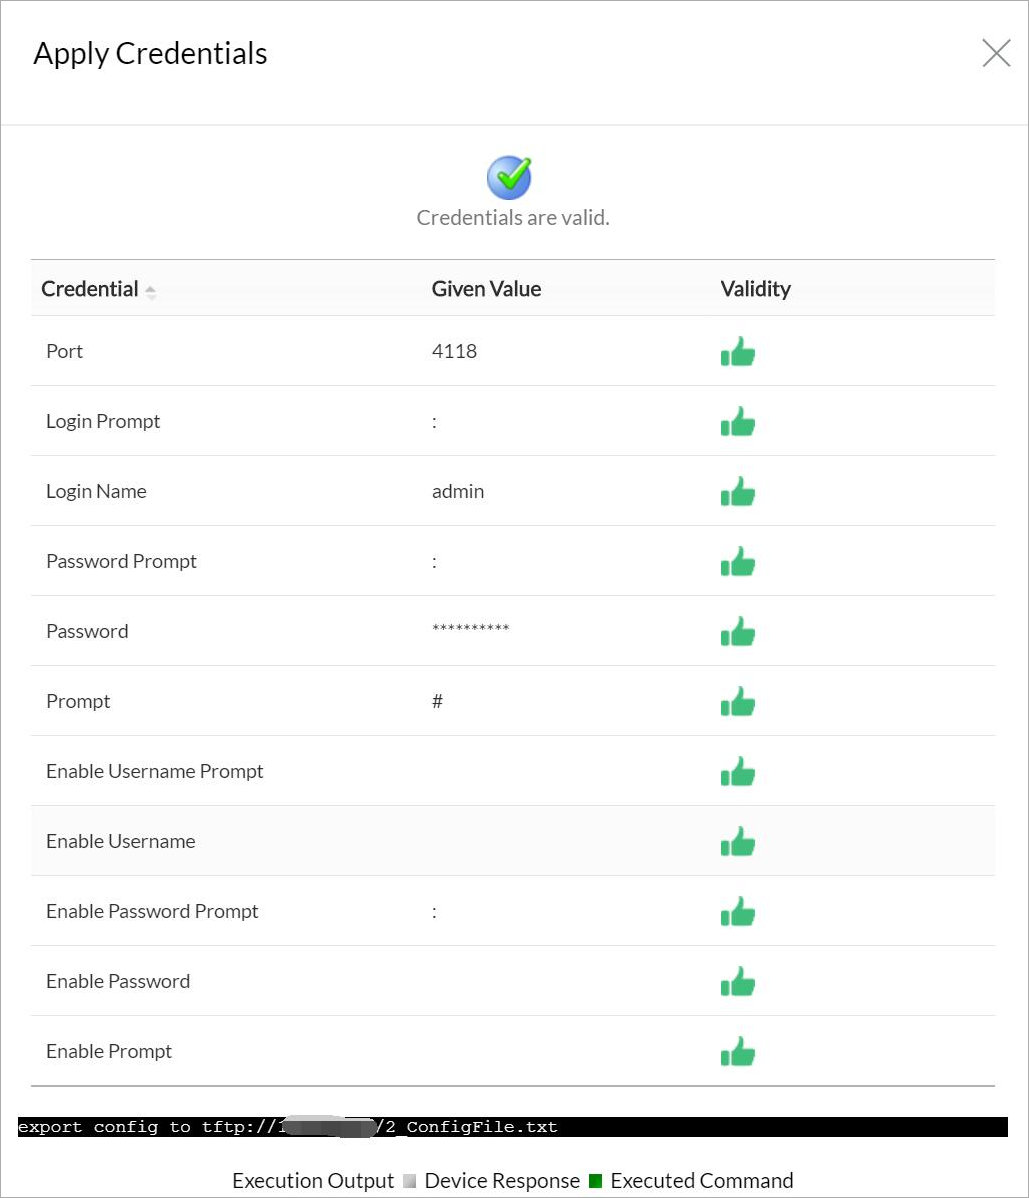 Apply Credentials
Credentials are valid.
Credential Given Value Validity
Port 4118
Login Prompt :
Login Name admin
Password Prompt :
Password **********
Prompt #
Enable Username Prompt
Enable Username
Enable Password Prompt :
Enable Password
Enable Prompt
export config to tftp://1 /2_ConfigFile.txt
Execution Output Device Response Executed Command